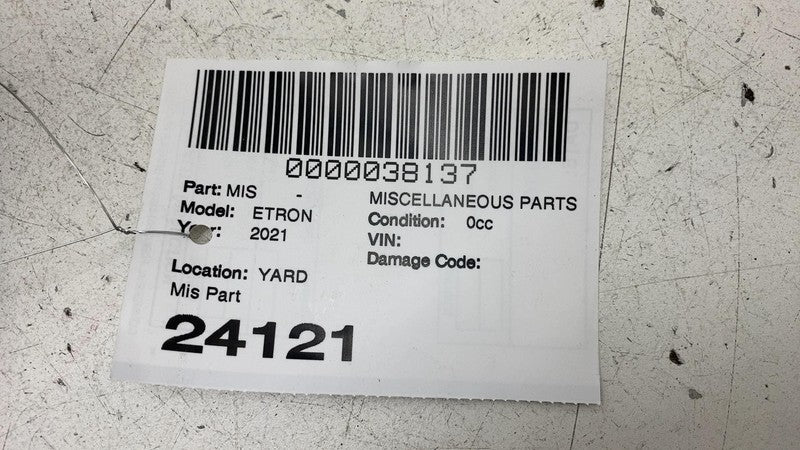 0000038137
Part: MIS - MISCELLANEOUS PARTS
Model: ETRON Condition: 0cc
Year: 2021 VIN:
Damage Code:
Location: YARD
Mis Part
24121